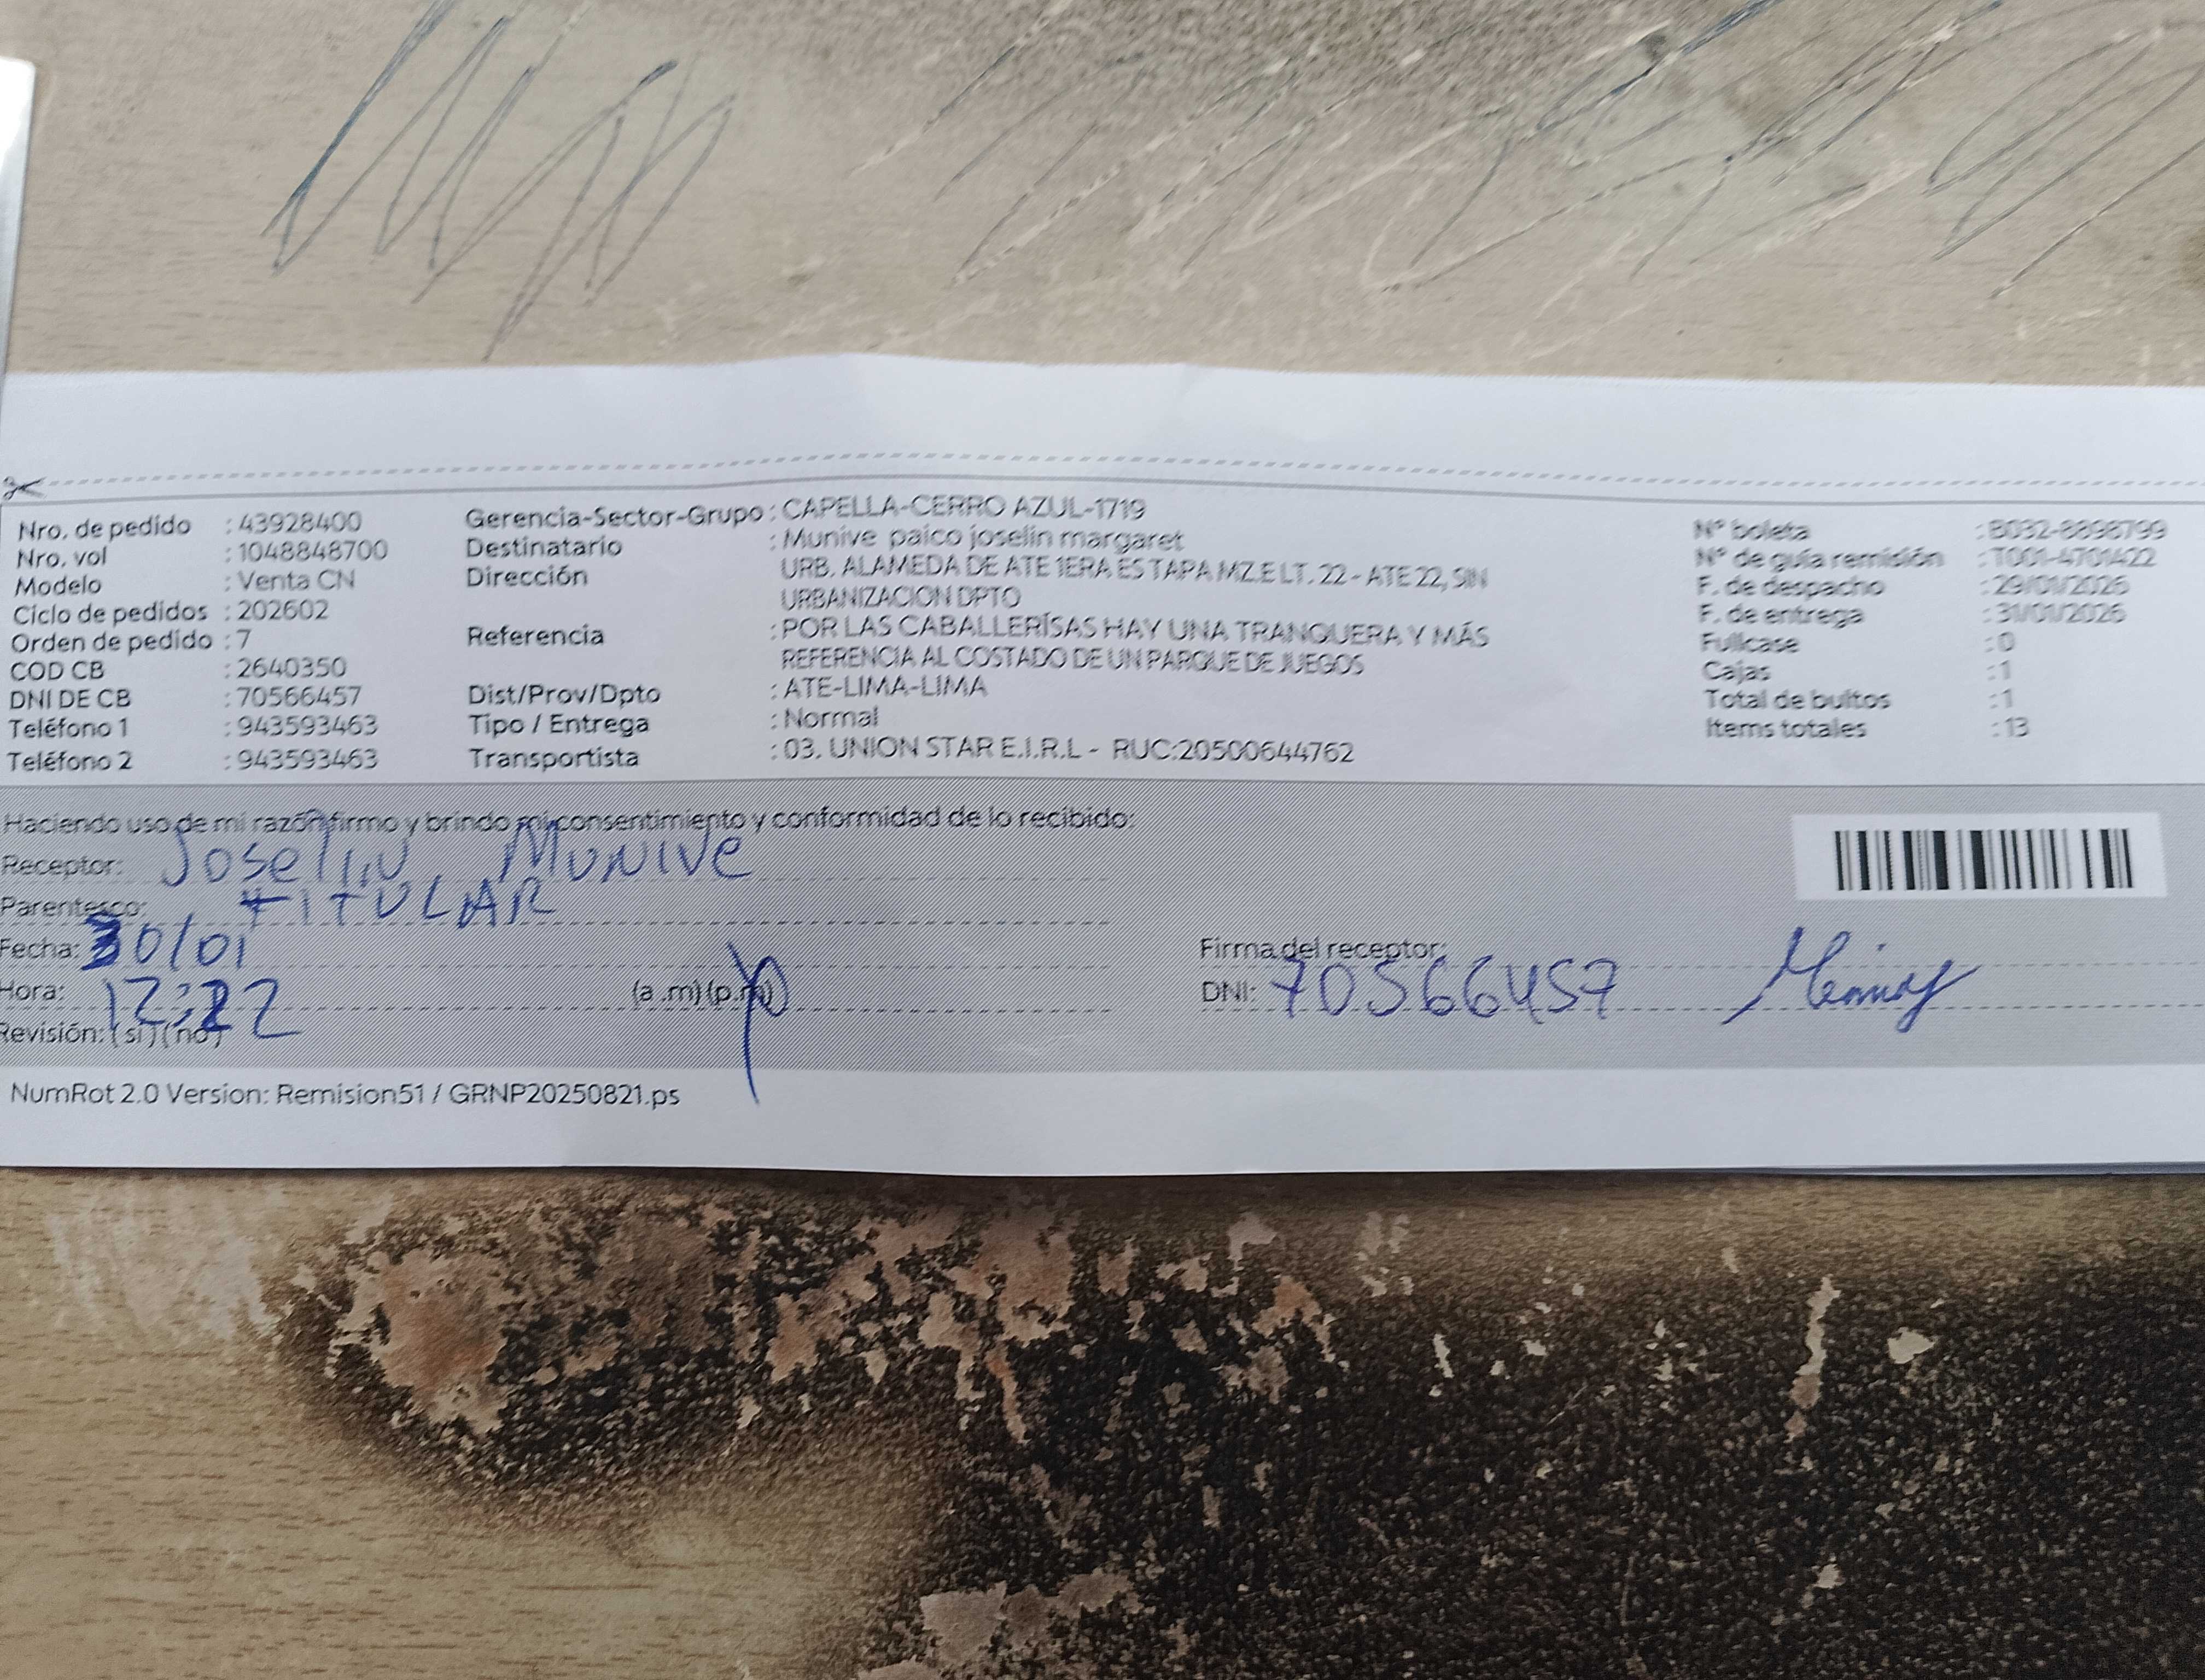 Nro. de pedido : 43928400
Nro. vol : 1048848700
Modelo : Venta CN
Ciclo de pedidos : 202602
Orden de pedido : 7
COD CB : 2640350
DNI DE CB : 70566457
Teléfono 1 : 943593463
Teléfono 2 : 943593463
Gerencia-Sector-Grupo : CAPELLA-CERRO AZUL-1719
Destinatario : Munive paico joselin margaret
Dirección : URB. ALAMEDA DE ATE 1ERA ESTAPA MZ.E LT. 22 - ATE 22, SIN
URBANIZACION DPTO
Referencia : POR LAS CABALLERÍSAS HAY UNA TRANQUERA Y MÁS
REFERENCIA AL COSTADO DE UN PARQUE DE JUEGOS
Dist/Prov/Dpto : ATE-LIMA-LIMA
Tipo / Entrega : Normal
Transportista : 03. UNION STAR E.I.R.L - RUC:20500644762
N° boleta : B032-8898799
N° de guía remisión : T001-4701422
F. de despacho : 29/01/2026
F. de entrega : 31/01/2026
Fullcase : 0
Cajas : 1
Total de bultos : 1
Items totales : 13
Haciendo uso de mi razón firmo y brindo mi consentimiento y conformidad de lo recibido:
Receptor: Joselin Munive
Parentesco: TITULAR
Fecha: 30/01
Hora: 12:22 (a .m) (p.m)
Revisión: ( si ) ( no )
Firma del receptor:
DNI: 70566457
NumRot 2.0 Version: Remision51 / GRNP20250821.ps